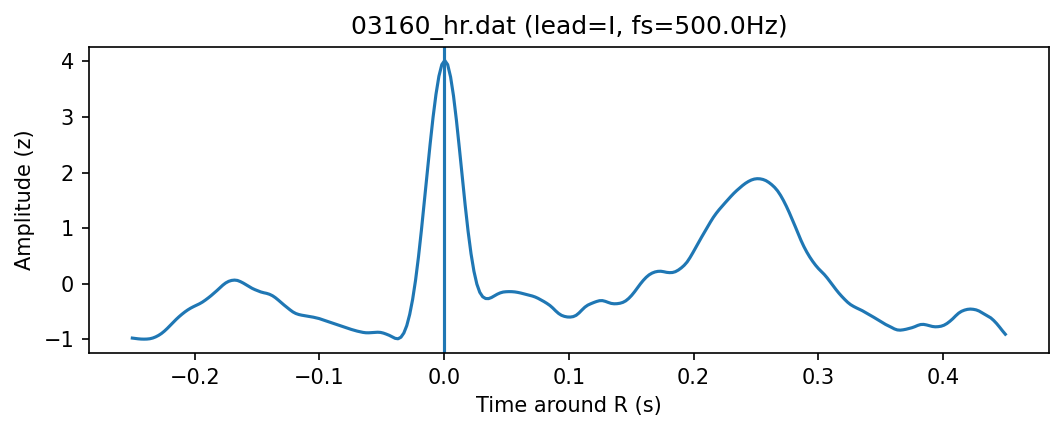 03160_hr.dat (lead=I, fs=500.0Hz)
Amplitude (z)
4
3
2
1
0
−1
−0.2 −0.1 0.0 0.1 0.2 0.3 0.4
Time around R (s)